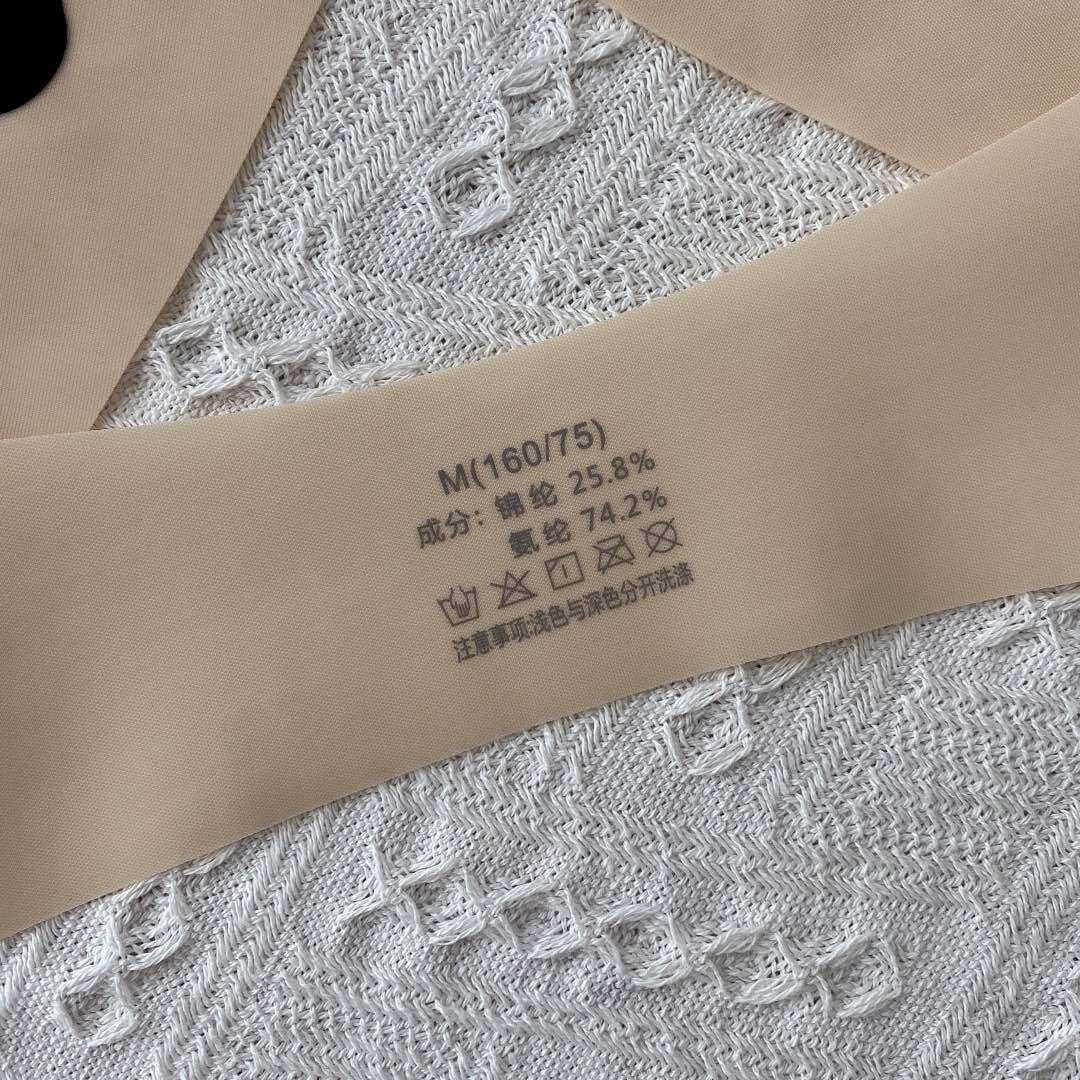 M(160/75)
成分：锦纶 25.8%
氨纶 74.2%
注意事项:浅色与深色分开洗涤